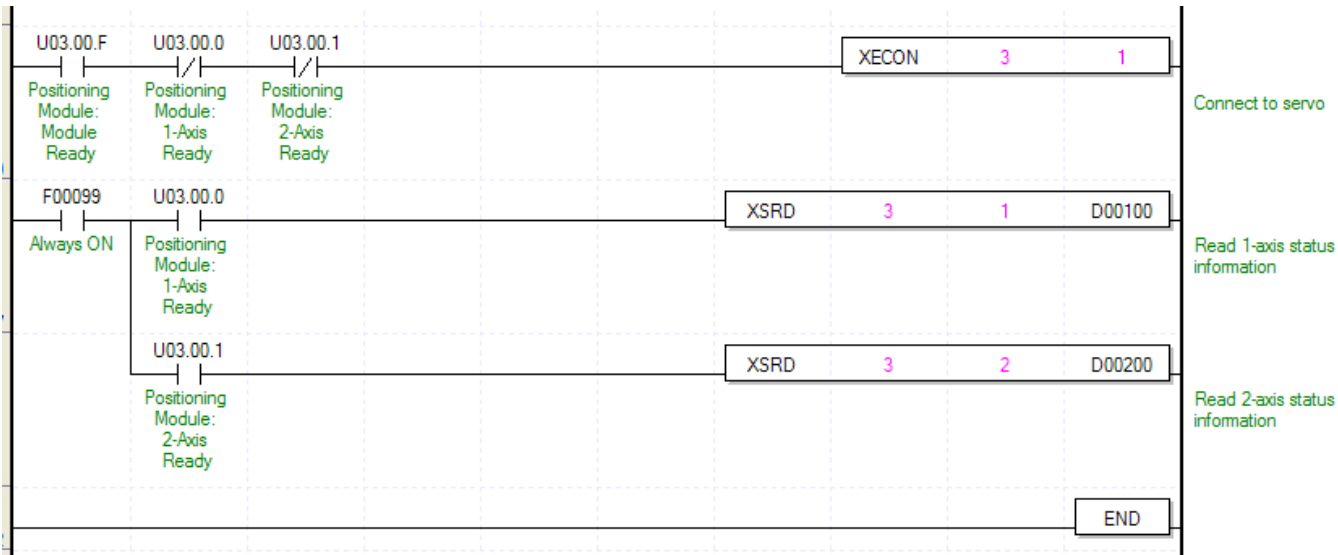 U03.00.F U03.00.0 U03.00.1
XECON 3 1
Positioning Module: Module Ready
Positioning Module: 1-Axis Ready
Positioning Module: 2-Axis Ready
Connect to servo
F00099 U03.00.0
XSRD 3 1 D00100
Always ON
Positioning Module: 1-Axis Ready
Read 1-axis status
information
U03.00.1
XSRD 3 2 D00200
Positioning Module: 2-Axis Ready
Read 2-axis status
information
END